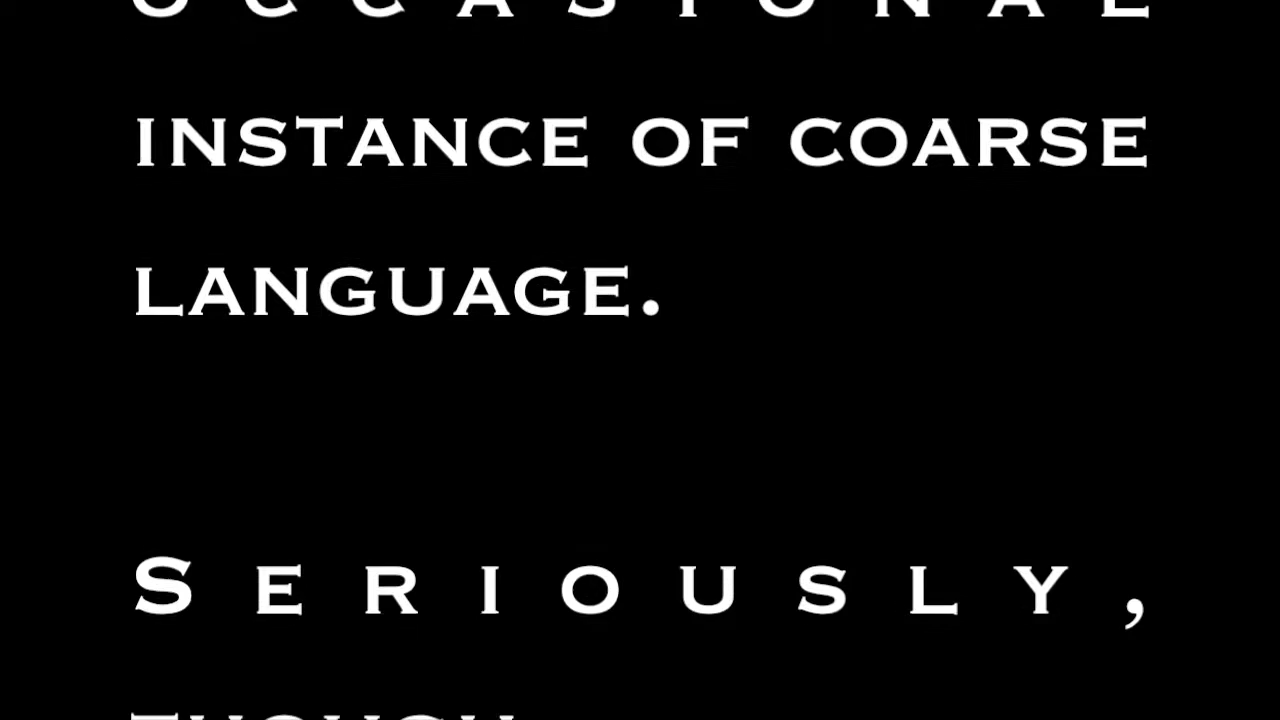 OCCASIONAL
INSTANCE OF COARSE
LANGUAGE.
SERIOUSLY,
THOUGH